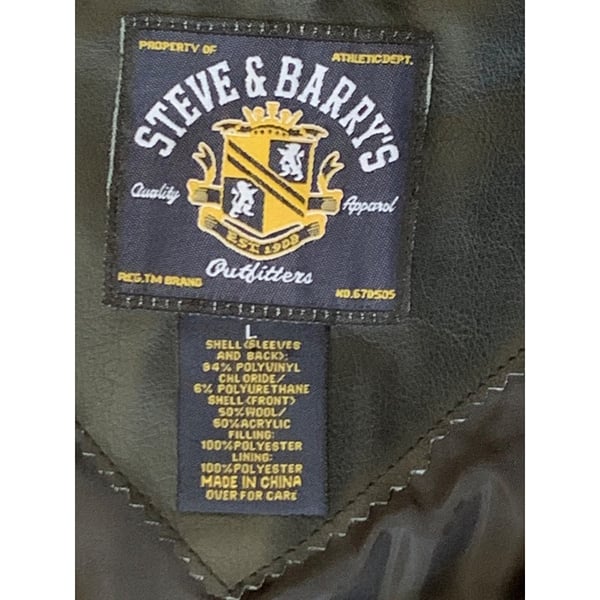 PROPERTY OF
ATHLETIC DEPT.
STEVE & BARRY'S
Quality
Apparel
EST. 1985
Outfitters
REG.TM BRAND
NO.670505
L
SHELL<SLEEVES
AND BACK>:
94% POLYVINYL
CHLORIDE/
6% POLYURETHANE
SHELL<FRONT>
50%WOOL/
50%ACRYLIC
FILLING:
100%POLYESTER
LINING:
100%POLYESTER
MADE IN CHINA
OVER FOR CARE